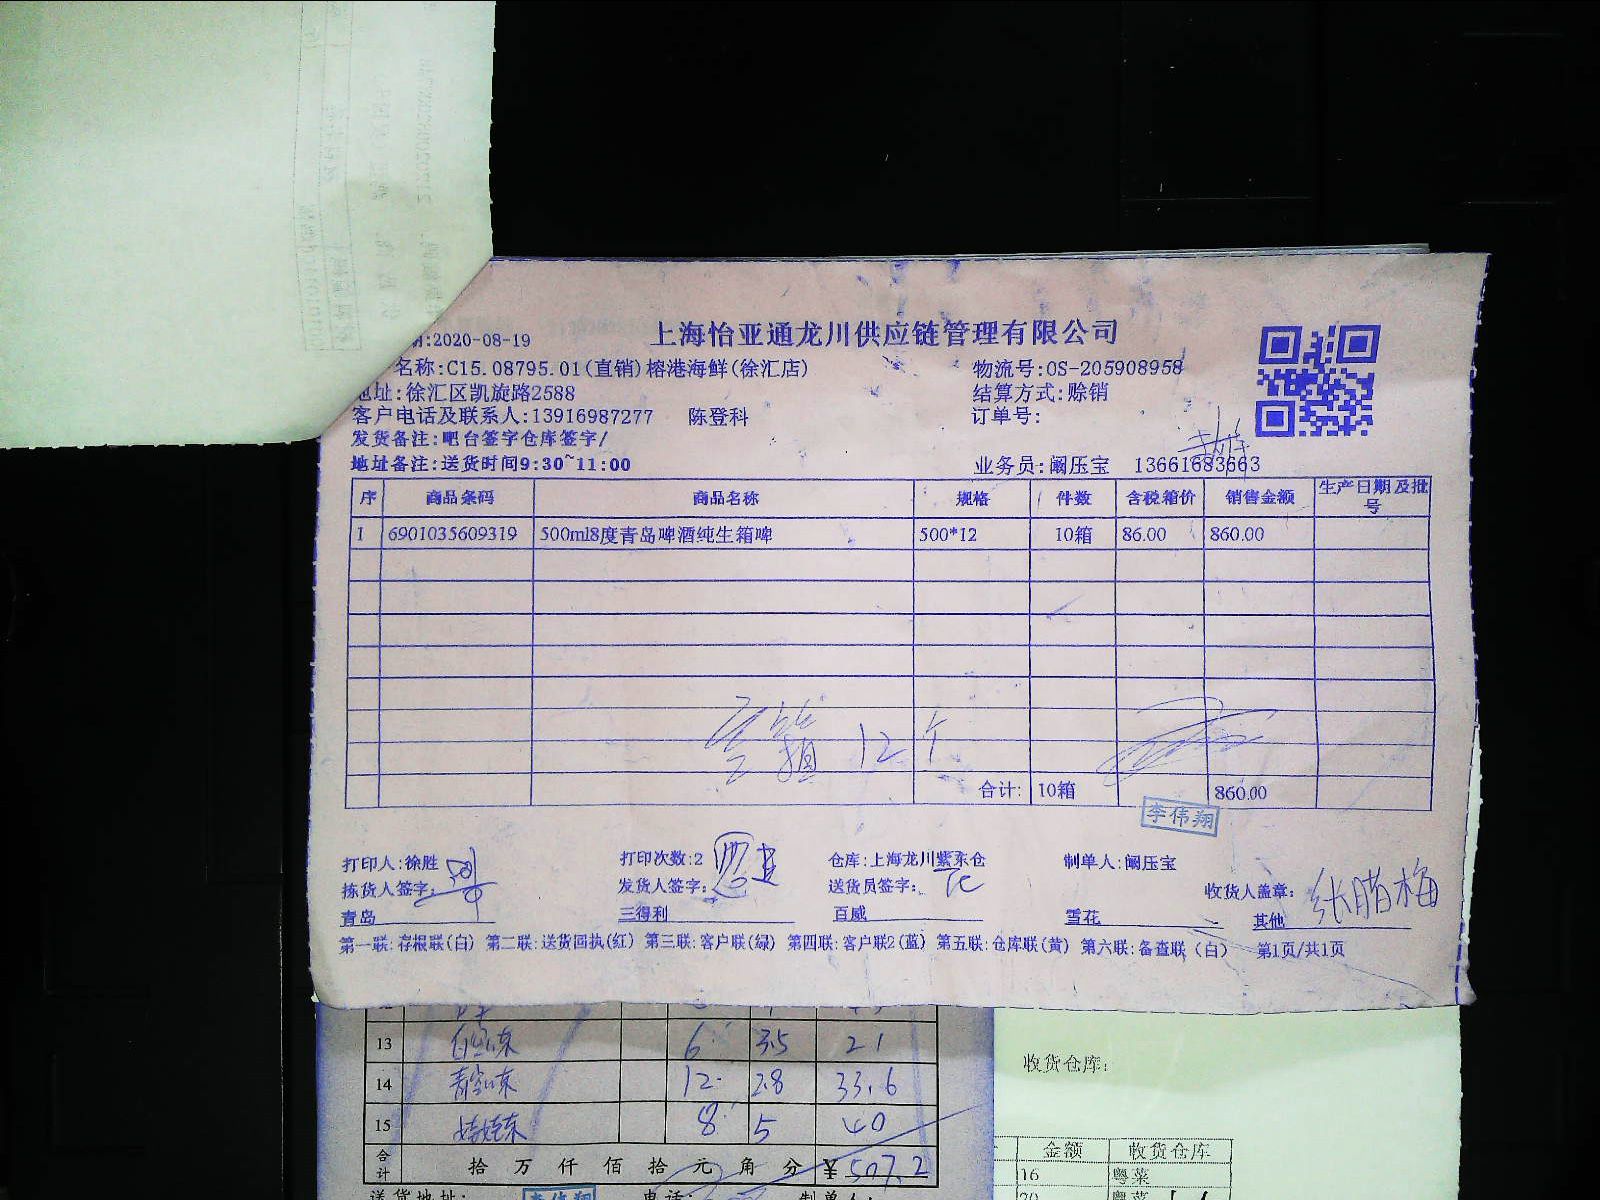 :2020-08-19
上海怡亚通龙川供应链管理有限公司
名称:C15.08795.01(直销)榕港海鲜(徐汇店)
物流号:OS-205908958
地址:徐汇区凯旋路2588
结算方式:赊销
客户电话及联系人:13916987277 陈登科
订单号:
发货备注:吧台签字仓库签字/
地址备注:送货时间9:30~11:00
业务员:阚压宝 13661683663
序 商品条码 商品名称 规格 件数 含税箱价 销售金额 生产日期及批号
1 6901035609319 500ml8度青岛啤酒纯生箱啤 500*12 10箱 86.00 860.00
12个
合计: 10箱 860.00
李伟翔
打印人:徐胜 打印次数:2 仓库:上海龙川紫东仓 制单人:阚压宝
拣货人签字: 发货人签字: 送货员签字: 收货人盖章:
青岛 三得利 百威 雪花 其他
第一联:存根联(白) 第二联:送货回执(红) 第三联:客户联(绿) 第四联:客户联2(蓝) 第五联:仓库联(黄) 第六联:备查联(白) 第1页/共1页
13 6 3.5 21
14 12 2.8 33.6
15 8 5 40
合计 拾 万 仟 佰 拾 元 角 分 ¥507.2
送货地址: 李伟翔 电话: 制单人:
收货仓库:
金额 收货仓库
16 粤菜
20 粤菜